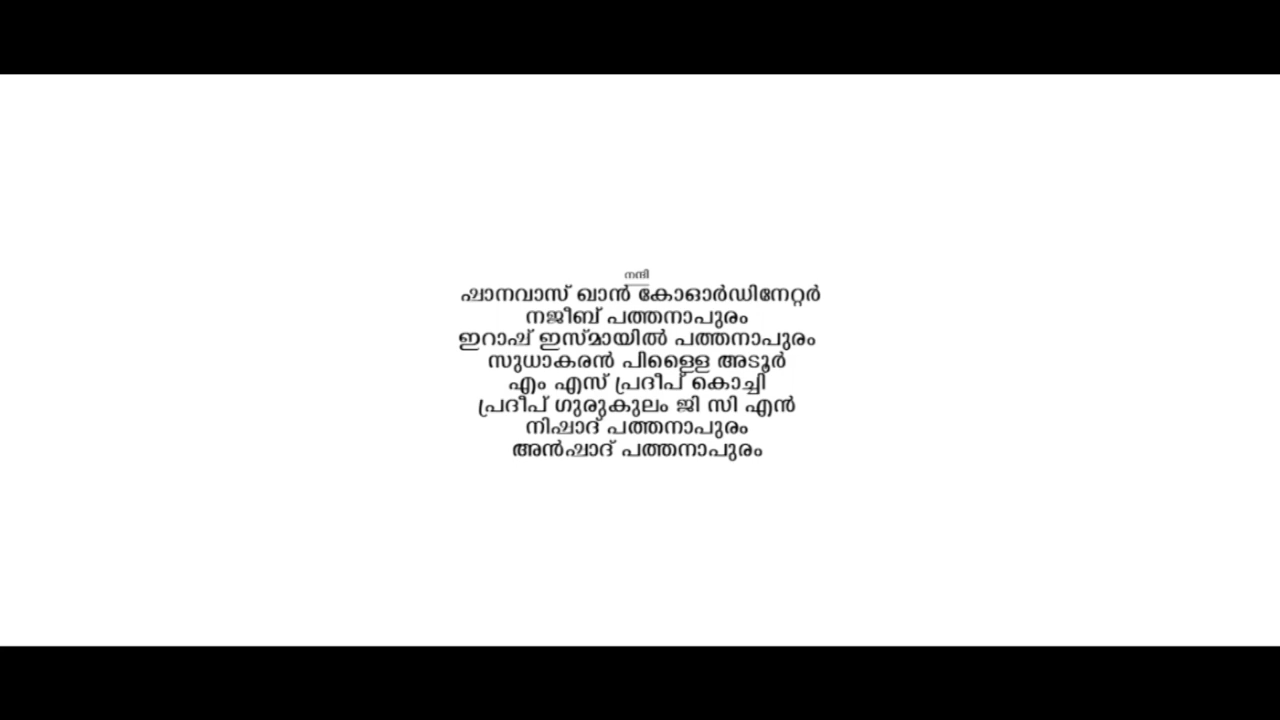 നന്ദി
ഷാനവാസ് ഖാൻ കോഓർഡിനേറ്റർ
നജീബ് പത്തനാപുരം
ഇറാഷ് ഇസ്മായിൽ പത്തനാപുരം
സുധാകരൻ പിള്ളൈ അടൂർ
എം എസ് പ്രദീപ് കൊച്ചി
പ്രദീപ് ഗുരുകുലം ജി സി എൻ
നിഷാദ് പത്തനാപുരം
അൻഷാദ് പത്തനാപുരം